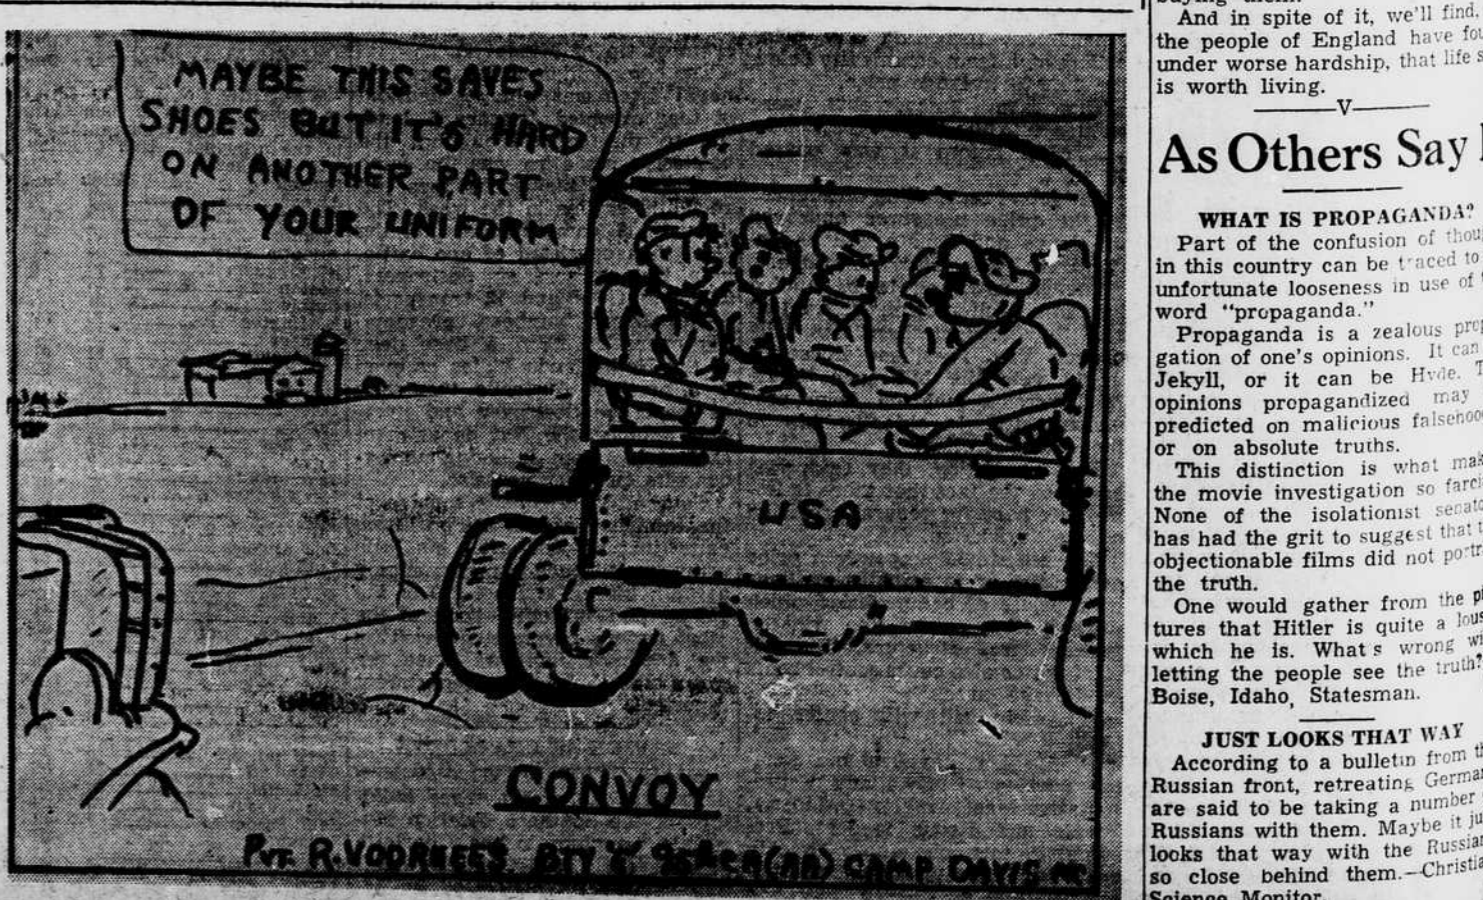 MAYBE THIS SAVES
SHOES BUT IT'S HARD
ON ANOTHER PART
OF YOUR UNIFORM
USA
CONVOY
PVT. R. VOORHEES. BTY 95TH CA (AA) CAMP DAVIS NC
And in spite of it, we'll find.
the people of England have
under worse hardship, that life
is worth living.
V
As Others Say
WHAT IS PROPAGANDA?
Part of the confusion of
in this country can be traced to
unfortunate looseness in use of
word "propaganda."
Propaganda is a zealous
gation of one's opinions. It can
Jekyll, or it can be Hyde.
opinions propagandized may
predicted on malicious
or on absolute truths.
This distinction is what
the movie investigation so
None of the isolationist
has had the grit to suggest that
objectionable films did not
the truth.
One would gather from the
tures that Hitler is quite a
which he is. What s wrong
letting the people see the truth?
Boise, Idaho, Statesman.
JUST LOOKS THAT WAY
According to a bulletin from
Russian front, retreating
are said to be taking a number
Russians with them. Maybe it
looks that way with the
so close behind them.—
Science Monitor.